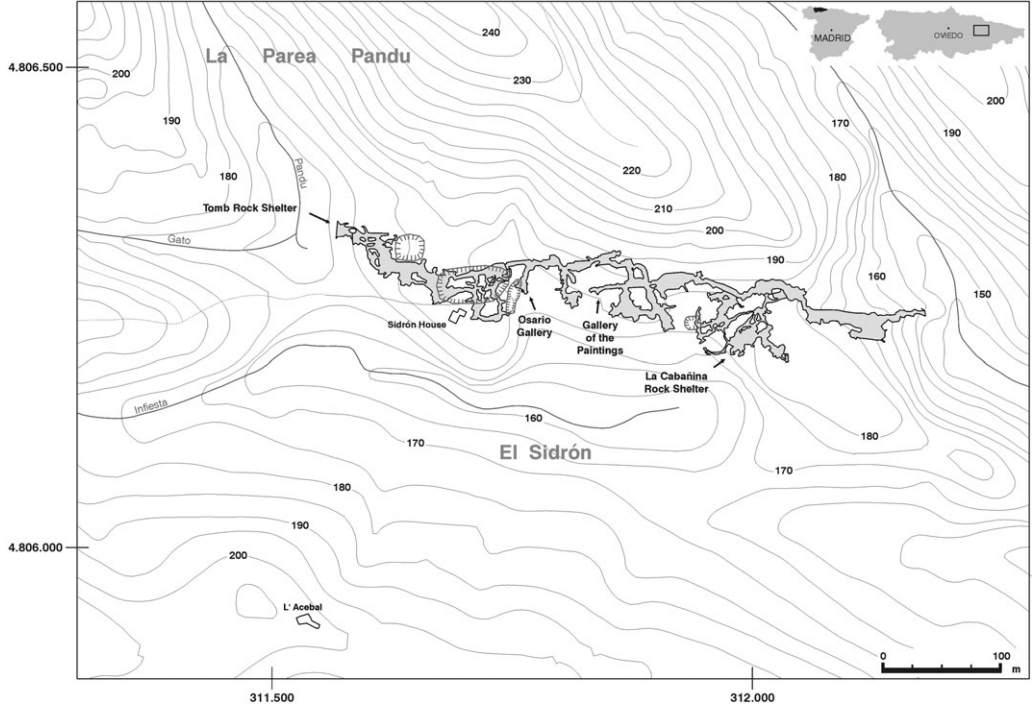 MADRID
OVIEDO
240
La Parea Pandu
4.806.500
200
230
200
170
190
190
Pandu
220
180
180
Tomb Rock Shelter
210
200
Gato
190
160
150
Sidrón House
Osario
Gallery
Gallery
of the
Paintings
La Cabañina
Rock Shelter
Infiesta
160
180
170
El Sidrón
170
180
190
4.806.000
200
L' Acebal
0
100
m
311.500
312.000